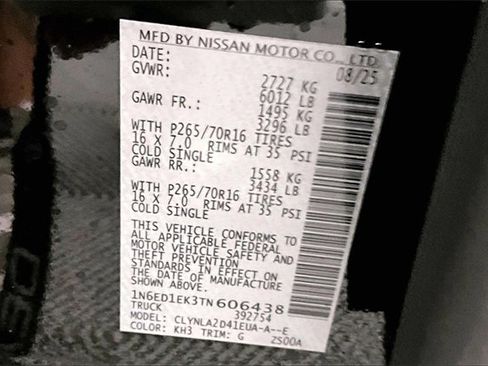 MFD BY NISSAN MOTOR CO., LTD.
DATE: 08/25
GVWR: 2727 KG
6012 LB
GAWR FR.: 1495 KG
3296 LB
WITH P265/70R16 TIRES
16 X 7.0 RIMS AT 35 PSI
COLD SINGLE
GAWR RR.: 1558 KG
3434 LB
WITH P265/70R16 TIRES
16 X 7.0 RIMS AT 35 PSI
COLD SINGLE
THIS VEHICLE CONFORMS TO
ALL APPLICABLE FEDERAL
MOTOR VEHICLE SAFETY AND
THEFT PREVENTION
STANDARDS IN EFFECT ON
THE DATE OF MANUFACTURE
SHOWN ABOVE.
1N6ED1EK3TN606438
TRUCK 392754
MODEL: CLYNLA2D41EUA-A--E
COLOR: KH3 TRIM: G 2S00A